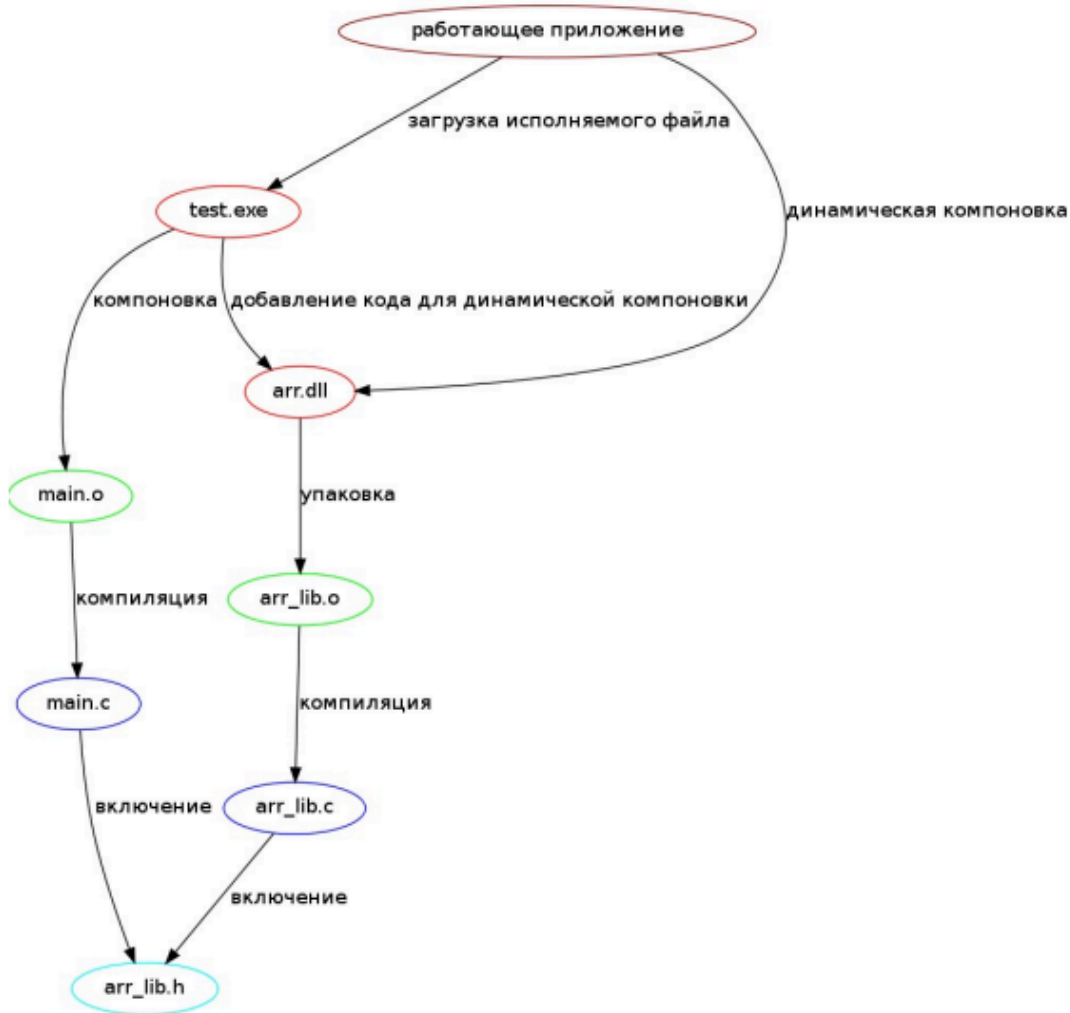 работающее приложение
загрузка исполняемого файла
test.exe
динамическая компоновка
компоновка
добавление кода для динамической компоновки
arr.dll
main.o
упаковка
компиляция
arr_lib.o
main.c
компиляция
включение
arr_lib.c
включение
arr_lib.h